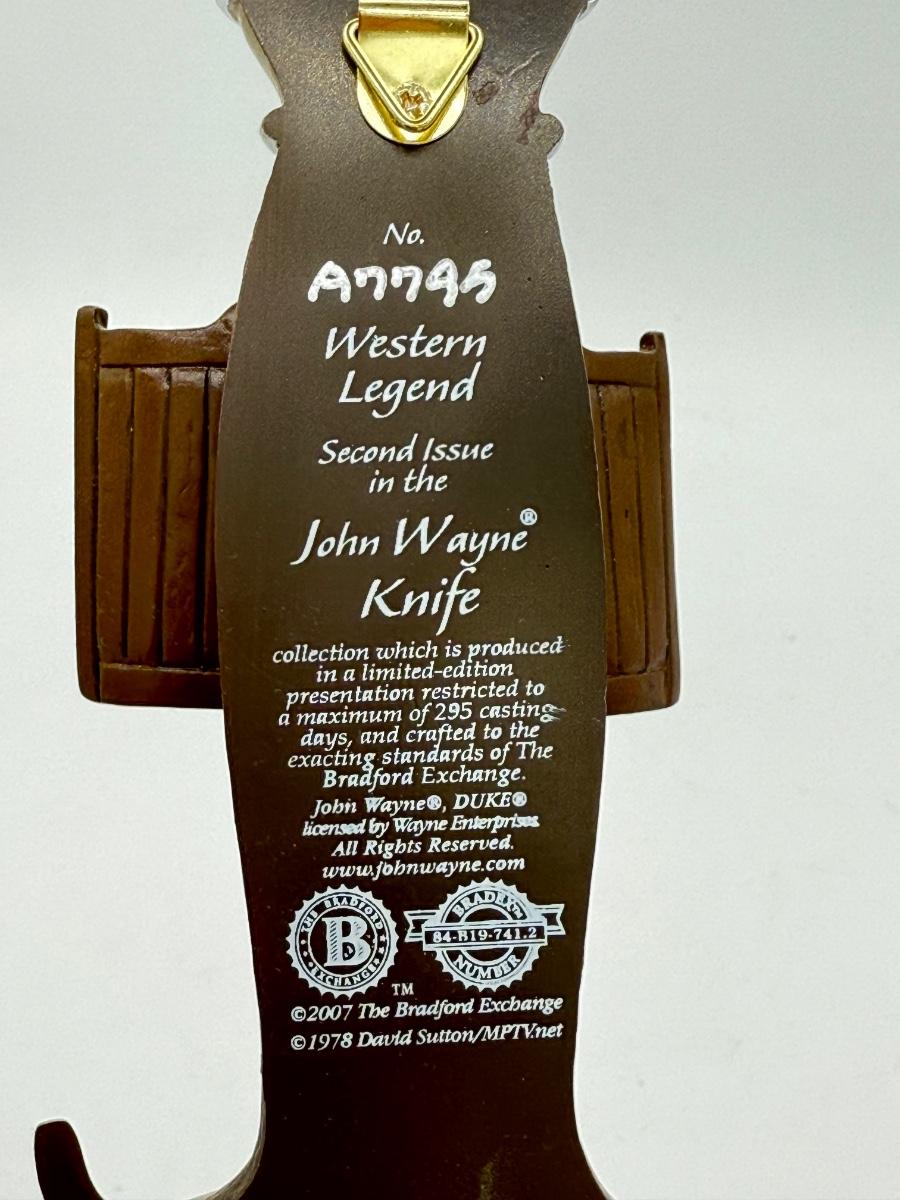 No.
A7795
Western
Legend
Second Issue
in the
John Wayne®
Knife
collection which is produced
in a limited-edition
presentation restricted to
a maximum of 295 casting
days, and crafted to the
exacting standards of The
Bradford Exchange.
John Wayne®, DUKE®
licensed by Wayne Enterprises
All Rights Reserved.
www.johnwayne.com
THE BRADFORD
B
EXCHANGE
BRADEX™
84-B19-741.2
NUMBER
TM
©2007 The Bradford Exchange
©1978 David Sutton/MPTV.net